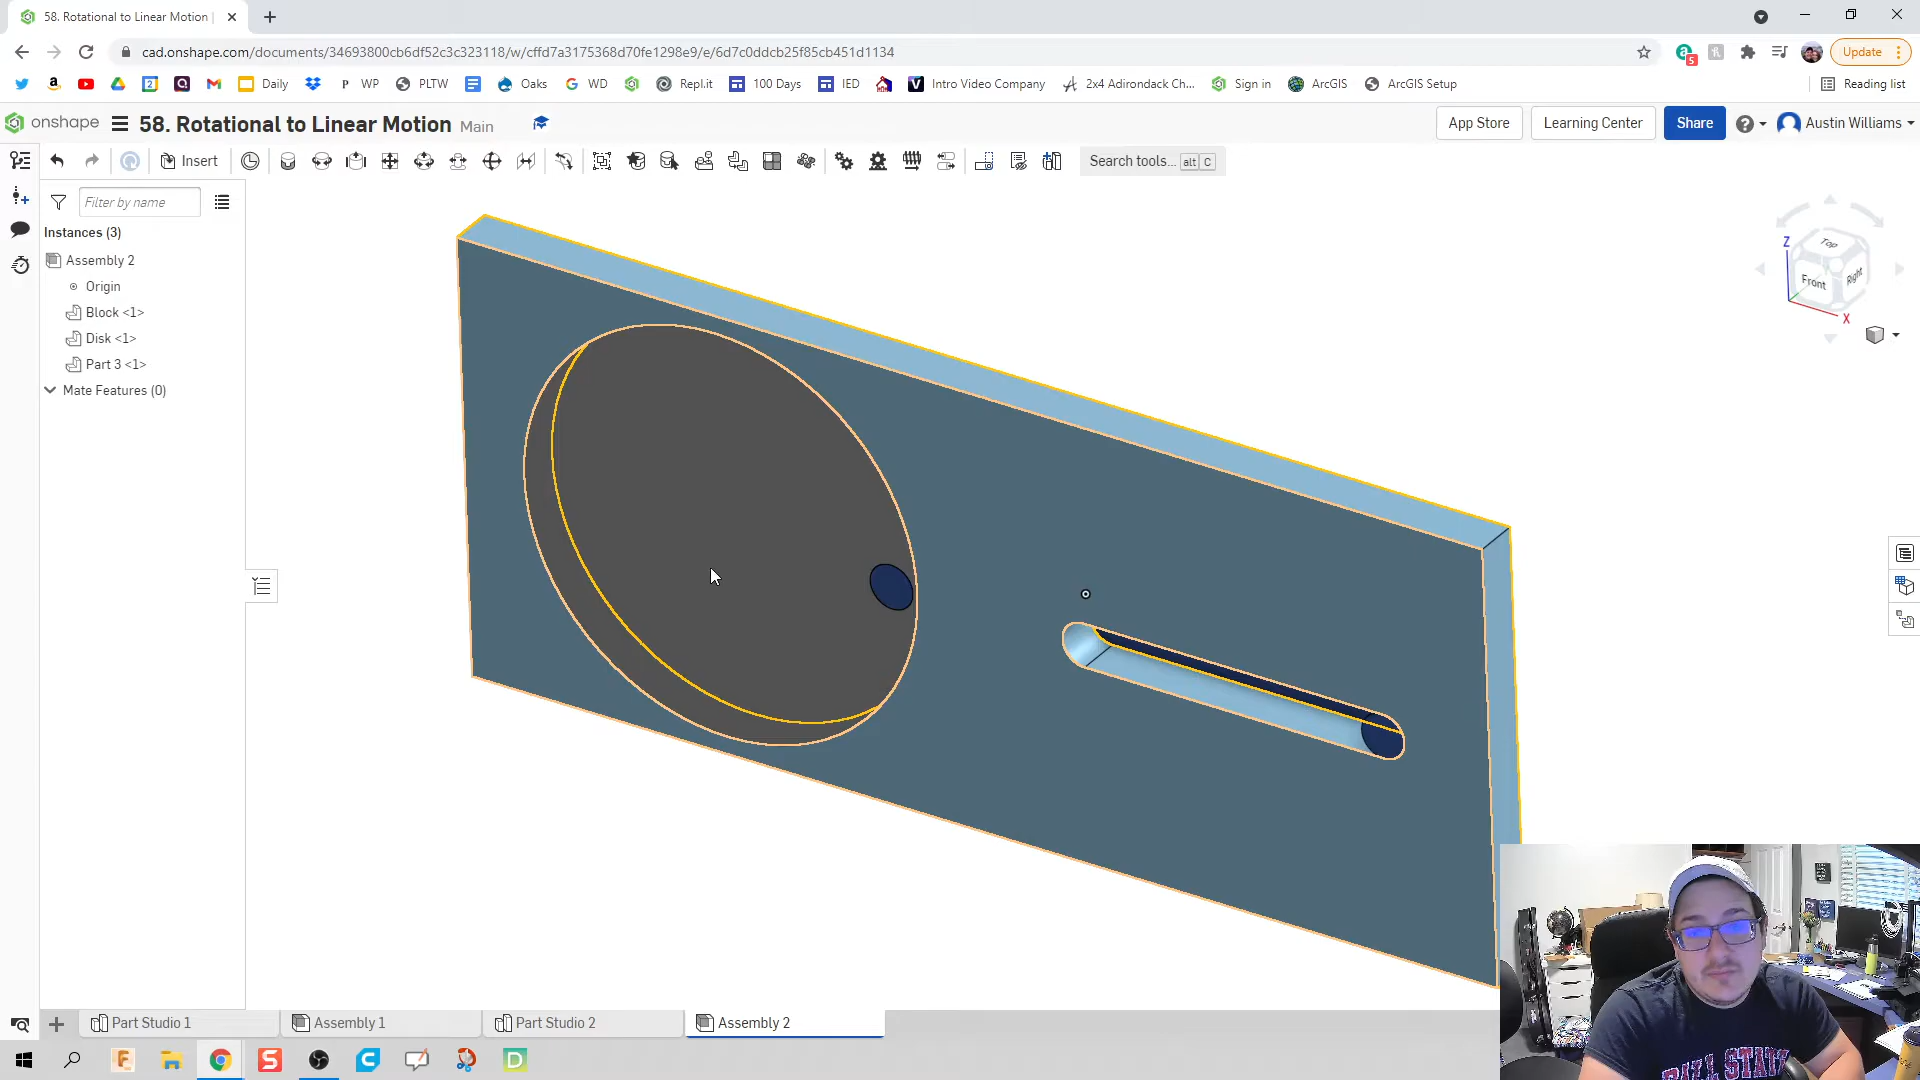 58. Rotational to Linear Motion |
cad.onshape.com/documents/34693800cb6df52c3c323118/w/cffd7a3175368d70fe1298e9/e/6d7c0ddcb25f85cb451d1134
5
Update
Daily
P WP
PLTW
Oaks
G WD
Repl.it
100 Days
IED
Intro Video Company
2x4 Adirondack Ch...
Sign in
ArcGIS
ArcGIS Setup
Reading list
onshape
58. Rotational to Linear Motion Main
App Store
Learning Center
Share
Austin Williams
Insert
Search tools... alt C
Filter by name
Instances (3)
Assembly 2
Origin
Block <1>
Disk <1>
Part 3 <1>
Mate Features (0)
Top
Front
Right
Z
X
Part Studio 1
Assembly 1
Part Studio 2
Assembly 2
BALL STATE